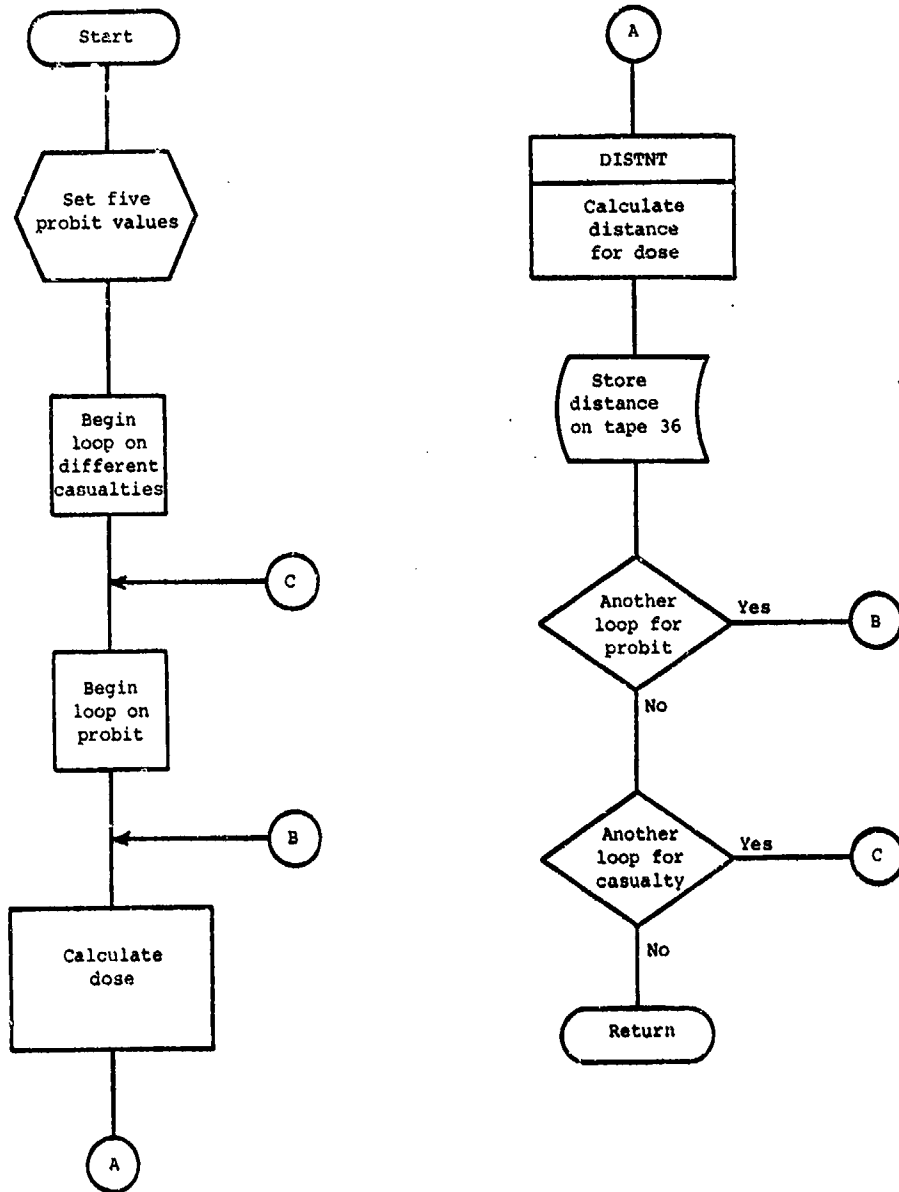 Start
Set five
probit values
Begin
loop on
different
casualties
C
Begin
loop on
probit
B
Calculate
dose
A
A
DISTNT
Calculate
distance
for dose
Store
distance
on tape 36
Another
loop for
probit
Yes
B
No
Another
loop for
casualty
Yes
C
No
Return